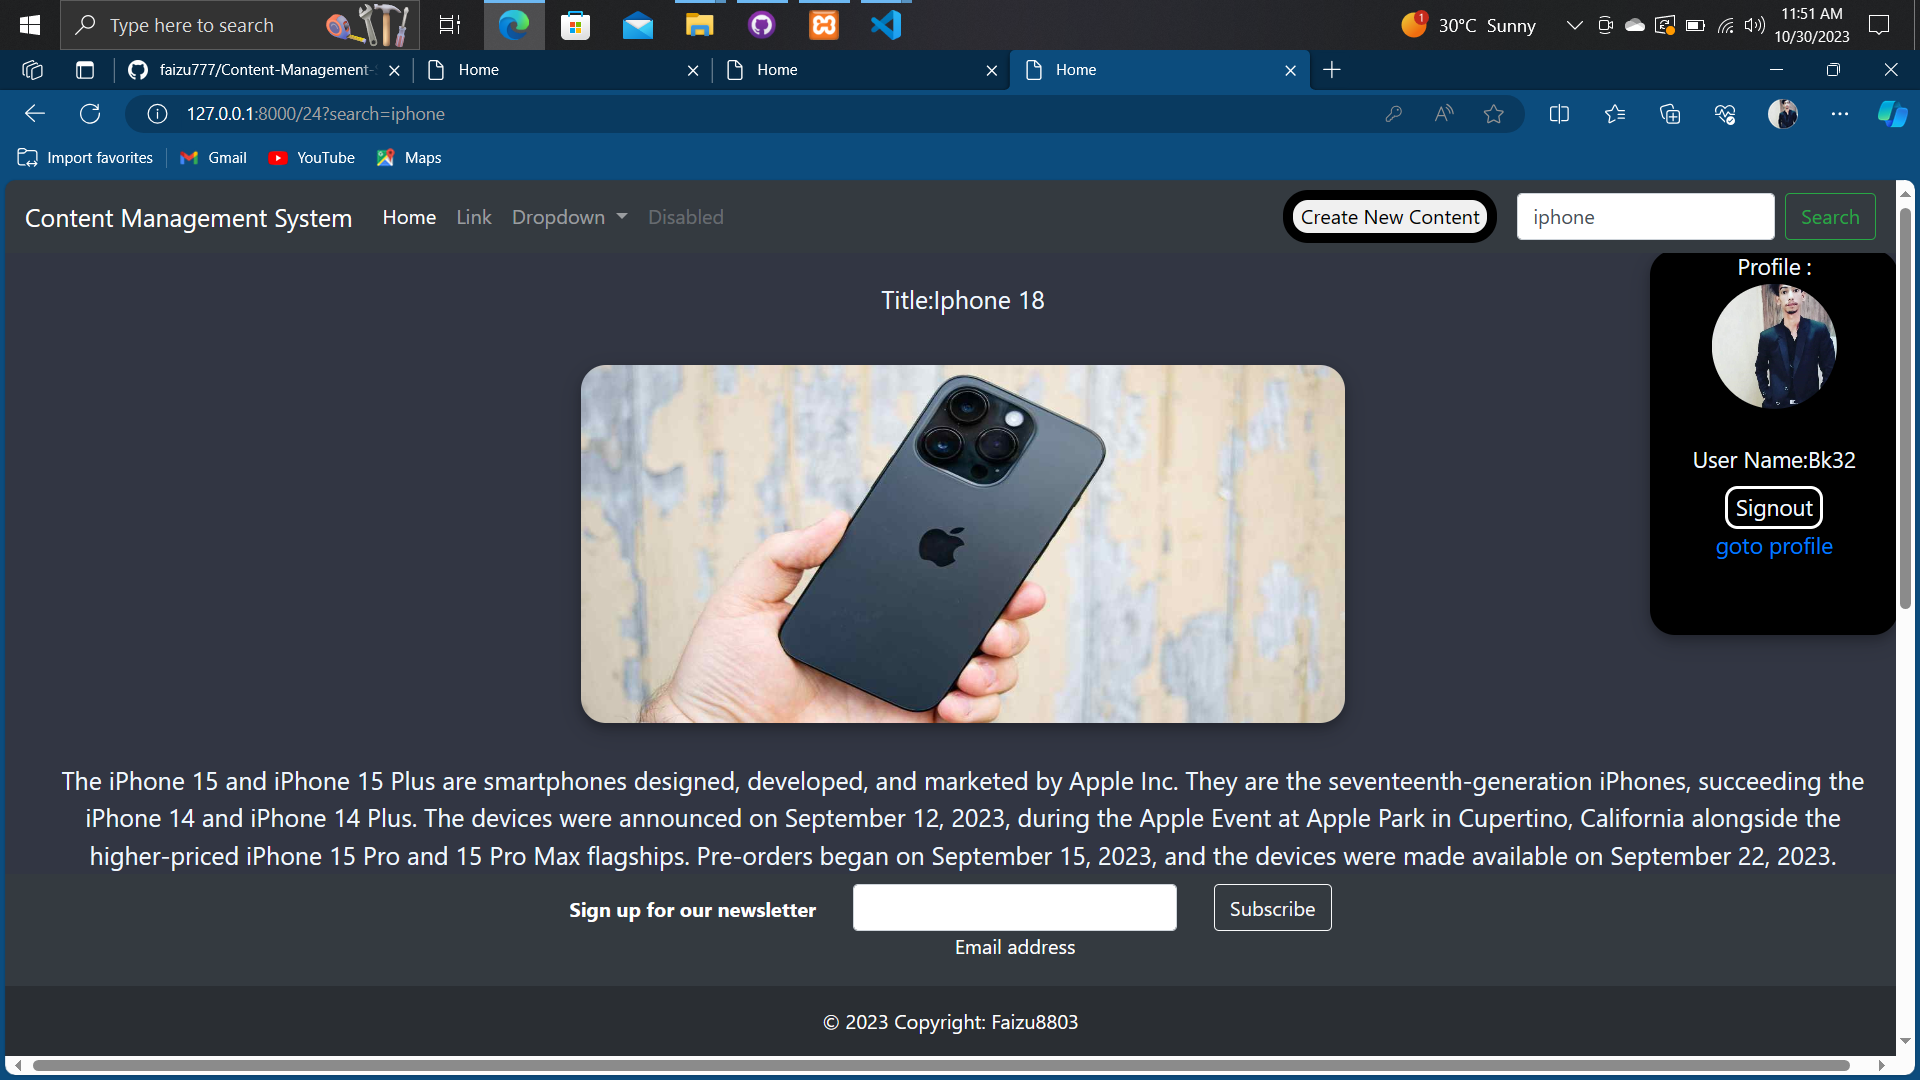 Type here to search
1
30°C Sunny
11:51 AM
10/30/2023
faizu777/Content-Management-
Home
Home
Home
127.0.0.1:8000/24?search=iphone
Import favorites
Gmail
YouTube
Maps
Content Management System
Home
Link
Dropdown
Disabled
Create New Content
iphone
Search
Profile :
Title:Iphone 18
User Name:Bk32
Signout
goto profile
The iPhone 15 and iPhone 15 Plus are smartphones designed, developed, and marketed by Apple Inc. They are the seventeenth-generation iPhones, succeeding the
iPhone 14 and iPhone 14 Plus. The devices were announced on September 12, 2023, during the Apple Event at Apple Park in Cupertino, California alongside the
higher-priced iPhone 15 Pro and 15 Pro Max flagships. Pre-orders began on September 15, 2023, and the devices were made available on September 22, 2023.
Sign up for our newsletter
Subscribe
Email address
© 2023 Copyright: Faizu8803